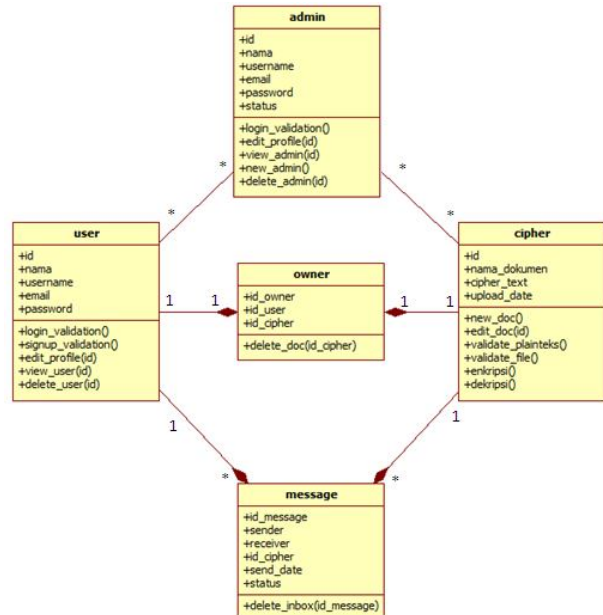 admin
+id
+nama
+username
+email
+password
+status
+login_validation()
+edit_profile(id)
+view_admin(id)
+new_admin()
+delete_admin(id)
*
*
*
*
user
+id
+nama
+username
+email
+password
+login_validation()
+signup_validation()
+edit_profile(id)
+view_user(id)
+delete_user(id)
1
1
owner
+id_owner
+id_user
+id_cipher
+delete_doc(id_cipher)
1
1
cipher
+id
+nama_dokumen
+cipher_text
+upload_date
+new_doc()
+edit_doc(id)
+validate_plainteks()
+validate_file()
+enkripsi()
+dekripsi()
1
1
*
*
message
+id_message
+sender
+receiver
+id_cipher
+send_date
+status
+delete_inbox(id_message)